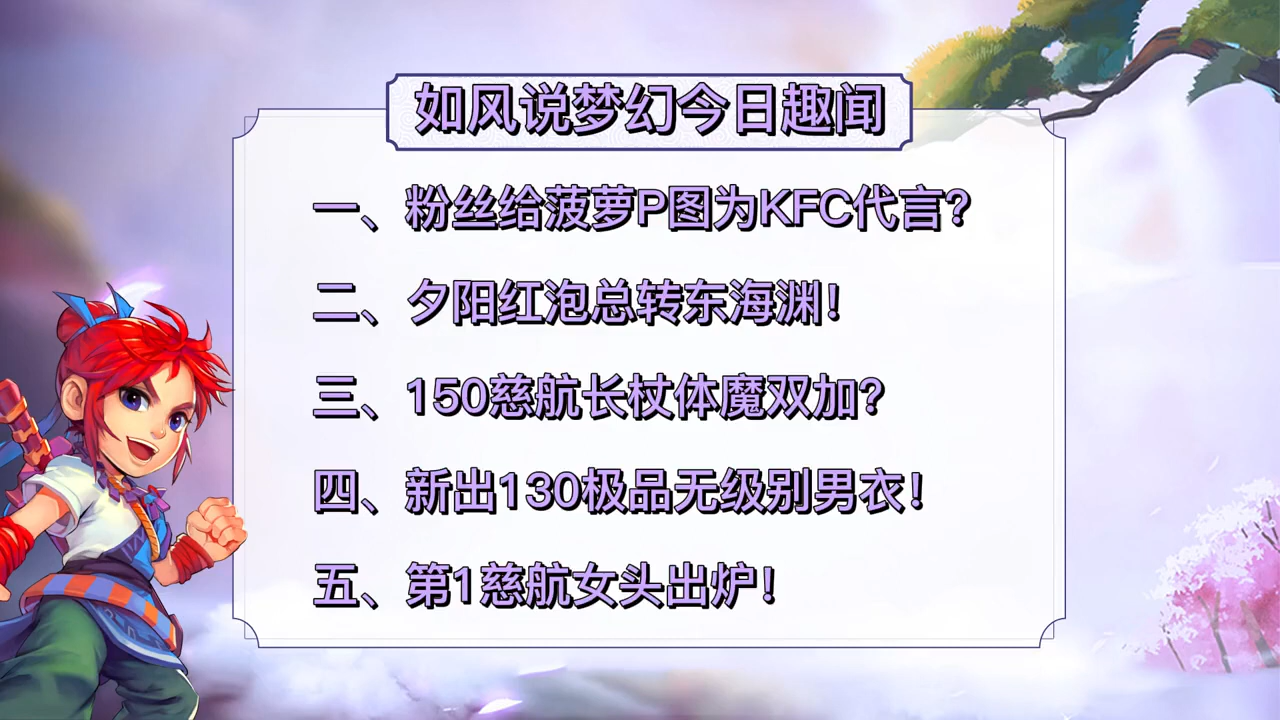 如风说梦幻今日趣闻
一、粉丝给菠萝P图为KFC代言?
二、夕阳红泡总转东海渊!
三、150慈航长杖体魔双加?
四、新出130极品无级别男衣!
五、第1慈航女头出炉!